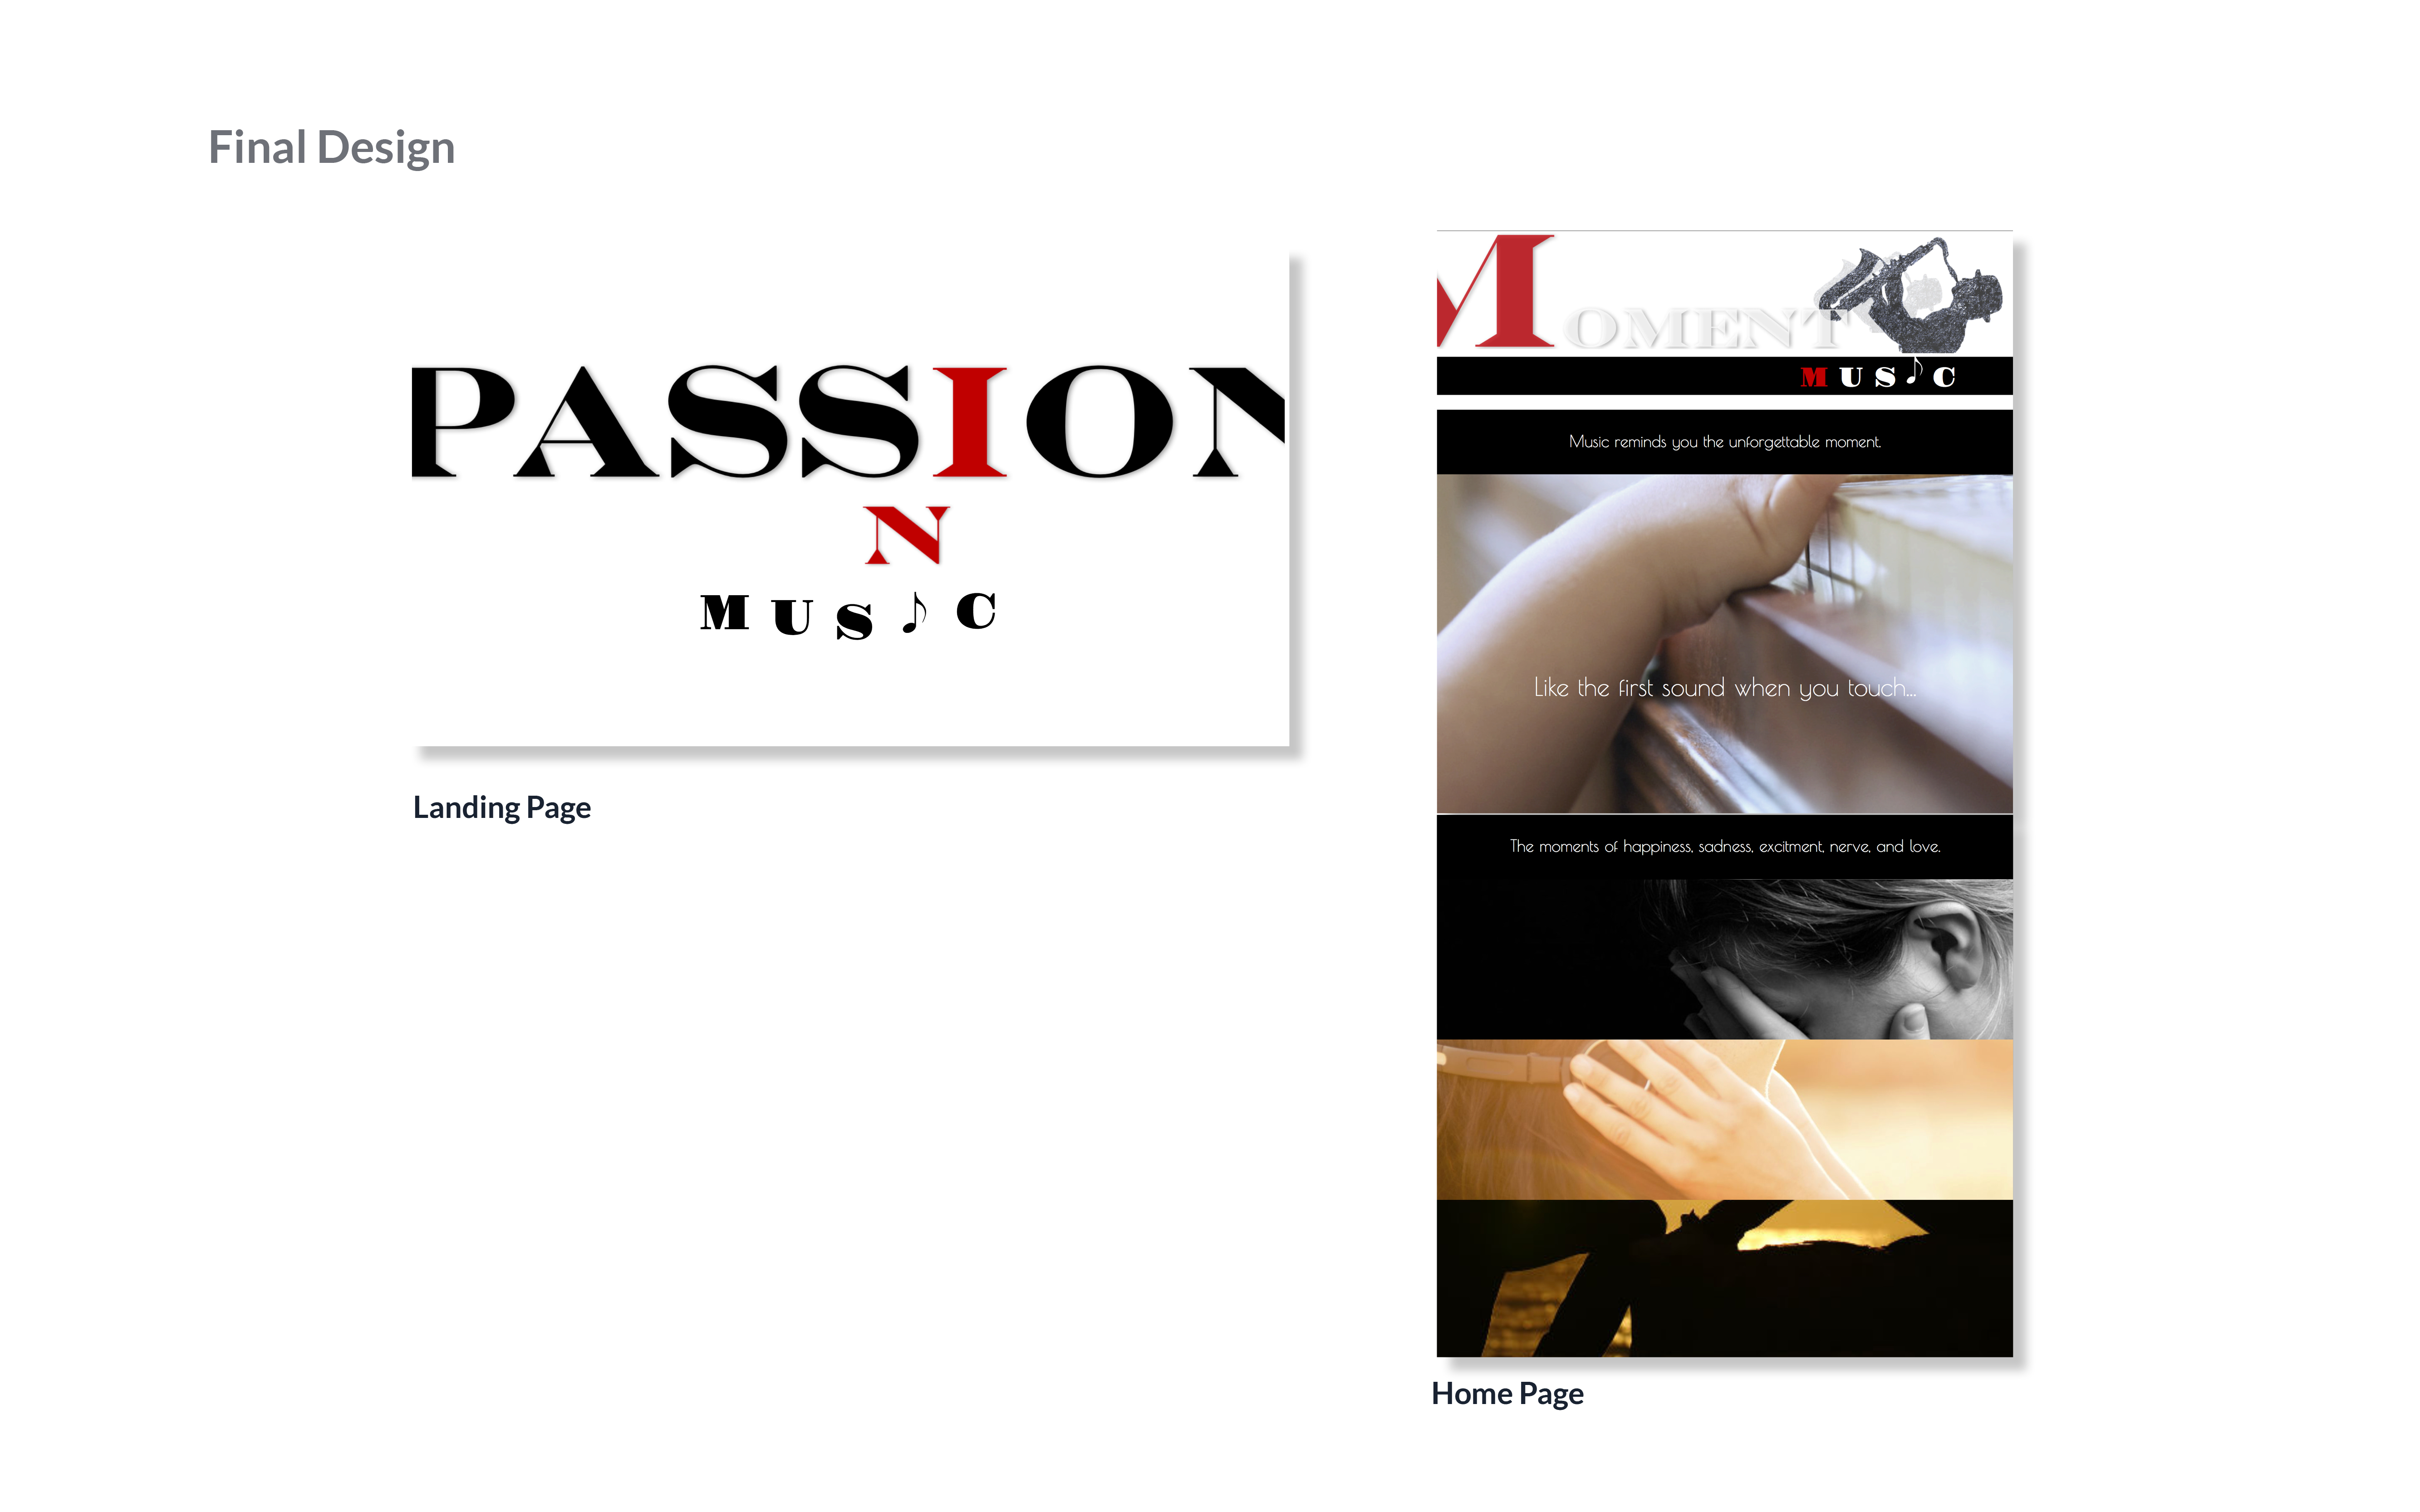 Final Design
PASSION
N
MUS♪C
Landing Page
MOMENT
MUS♪C
Music reminds you the unforgettable moment.
Like the first sound when you touch...
The moments of happiness, sadness, excitment, nerve, and love.
Home Page